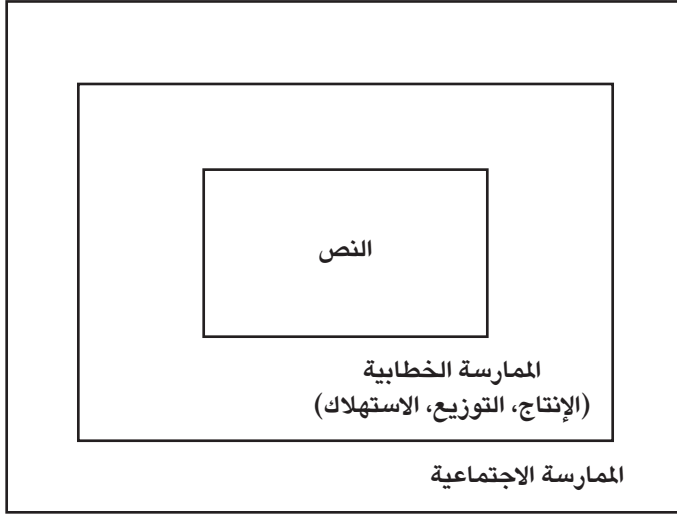 النص
الممارسة الخطابية
(الإنتاج، التوزيع، الاستهلاك)
الممارسة الاجتماعية